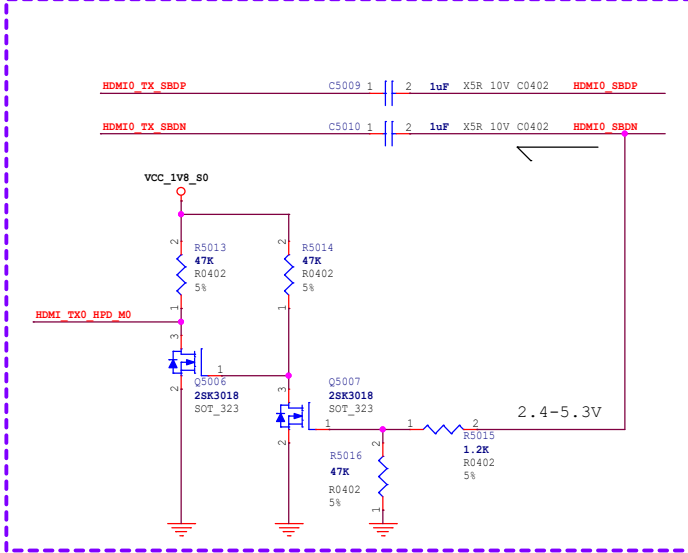 HDMI0_TX_SBDP C5009 1 2 1uF X5R 10V C0402 HDMI0_SBDP
HDMI0_TX_SBDN C5010 1 2 1uF X5R 10V C0402 HDMI0_SBDN
VCC_1V8_S0
2 2
R5013 R5014
47K 47K
R0402 R0402
5% 5%
1 1
HDMI_TX0_HPD_M0
3
1
2
Q5006
2SK3018
SOT_323
3
Q5007
2SK3018
SOT_323
1
2
2.4-5.3V
1 2
R5015
1.2K
R0402
5%
2
R5016
47K
R0402
5%
1